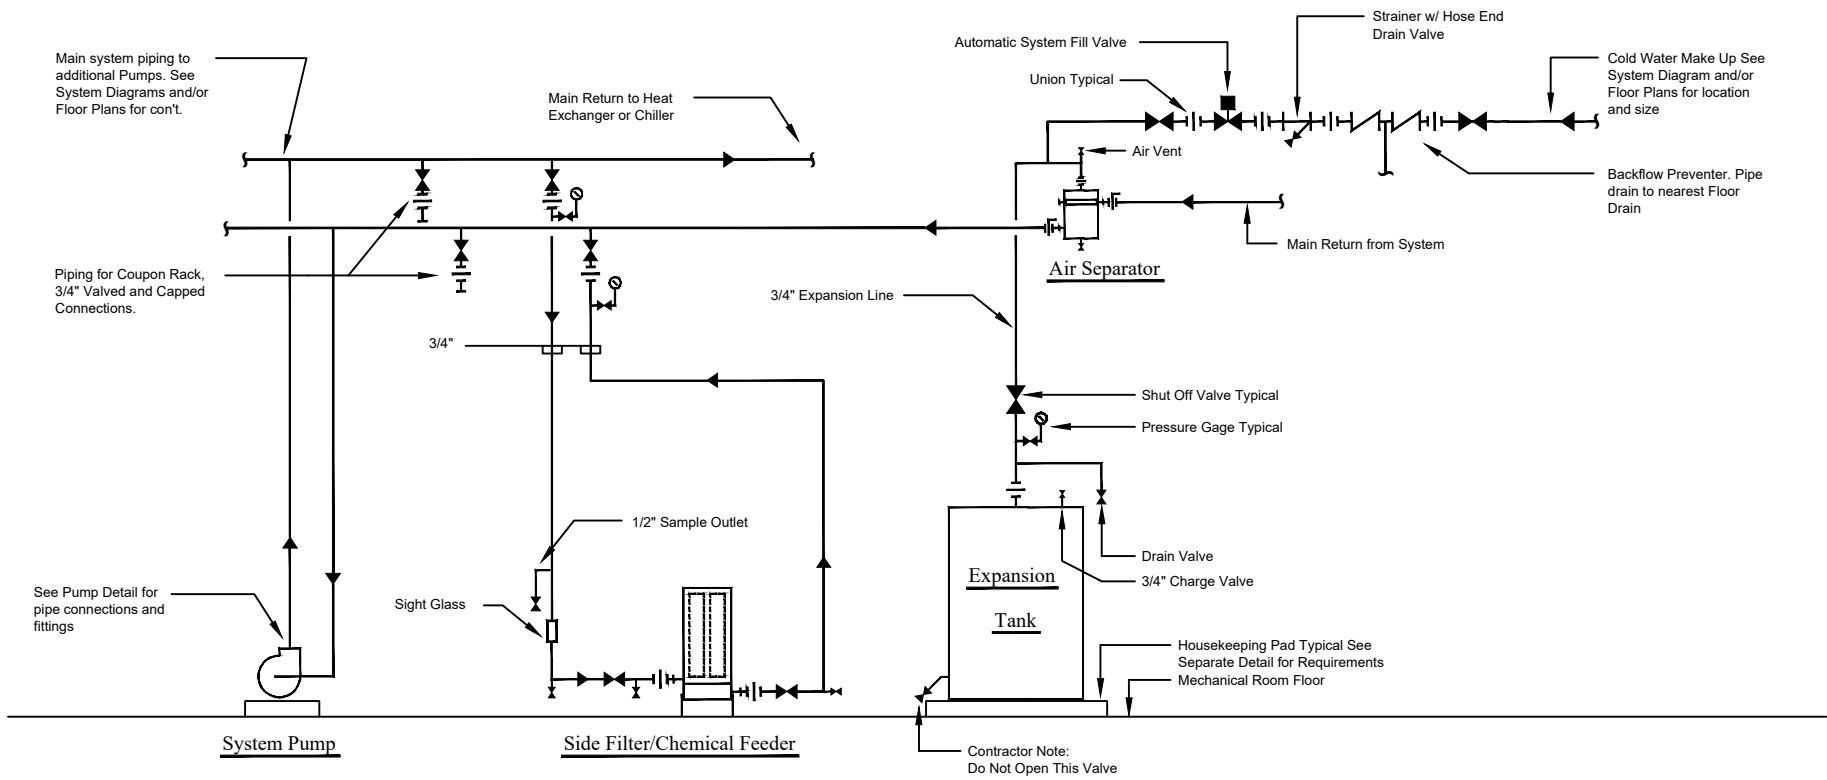 Strainer w/ Hose End
Drain Valve
Automatic System Fill Valve
Main system piping to
additional Pumps. See
System Diagrams and/or
Floor Plans for con't.
Cold Water Make Up See
System Diagram and/or
Floor Plans for location
and size
Union Typical
Main Return to Heat
Exchanger or Chiller
Air Vent
Backflow Preventer. Pipe
drain to nearest Floor
Drain
Main Return from System
Air Separator
Piping for Coupon Rack,
3/4" Valved and Capped
Connections.
3/4" Expansion Line
3/4"
Shut Off Valve Typical
Pressure Gage Typical
1/2" Sample Outlet
Drain Valve
3/4" Charge Valve
Expansion
Tank
See Pump Detail for
pipe connections and
fittings
Sight Glass
Housekeeping Pad Typical See
Separate Detail for Requirements
Mechanical Room Floor
System Pump
Side Filter/Chemical Feeder
Contractor Note:
Do Not Open This Valve